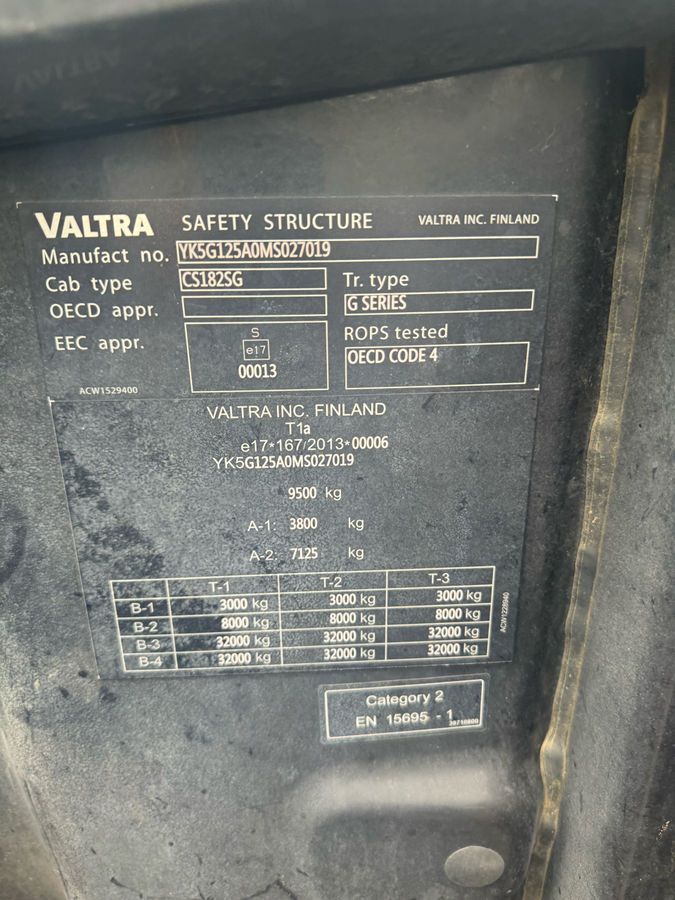 VALTRA SAFETY STRUCTURE VALTRA INC. FINLAND
Manufact no. YK5G125A0MS027019
Cab type CS182SG Tr. type
OECD appr. G SERIES
EEC appr. S ROPS tested
e17 OECD CODE 4
00013
ACW1529400
VALTRA INC. FINLAND
T1a
e17*167/2013*00006
YK5G125A0MS027019
9500 kg
A-1: 3800 kg
A-2: 7125 kg
T-1 T-2 T-3
B-1 3000 kg 3000 kg 3000 kg
B-2 8000 kg 8000 kg 8000 kg
B-3 32000 kg 32000 kg 32000 kg
B-4 32000 kg 32000 kg 32000 kg
Category 2
EN 15695 - 1